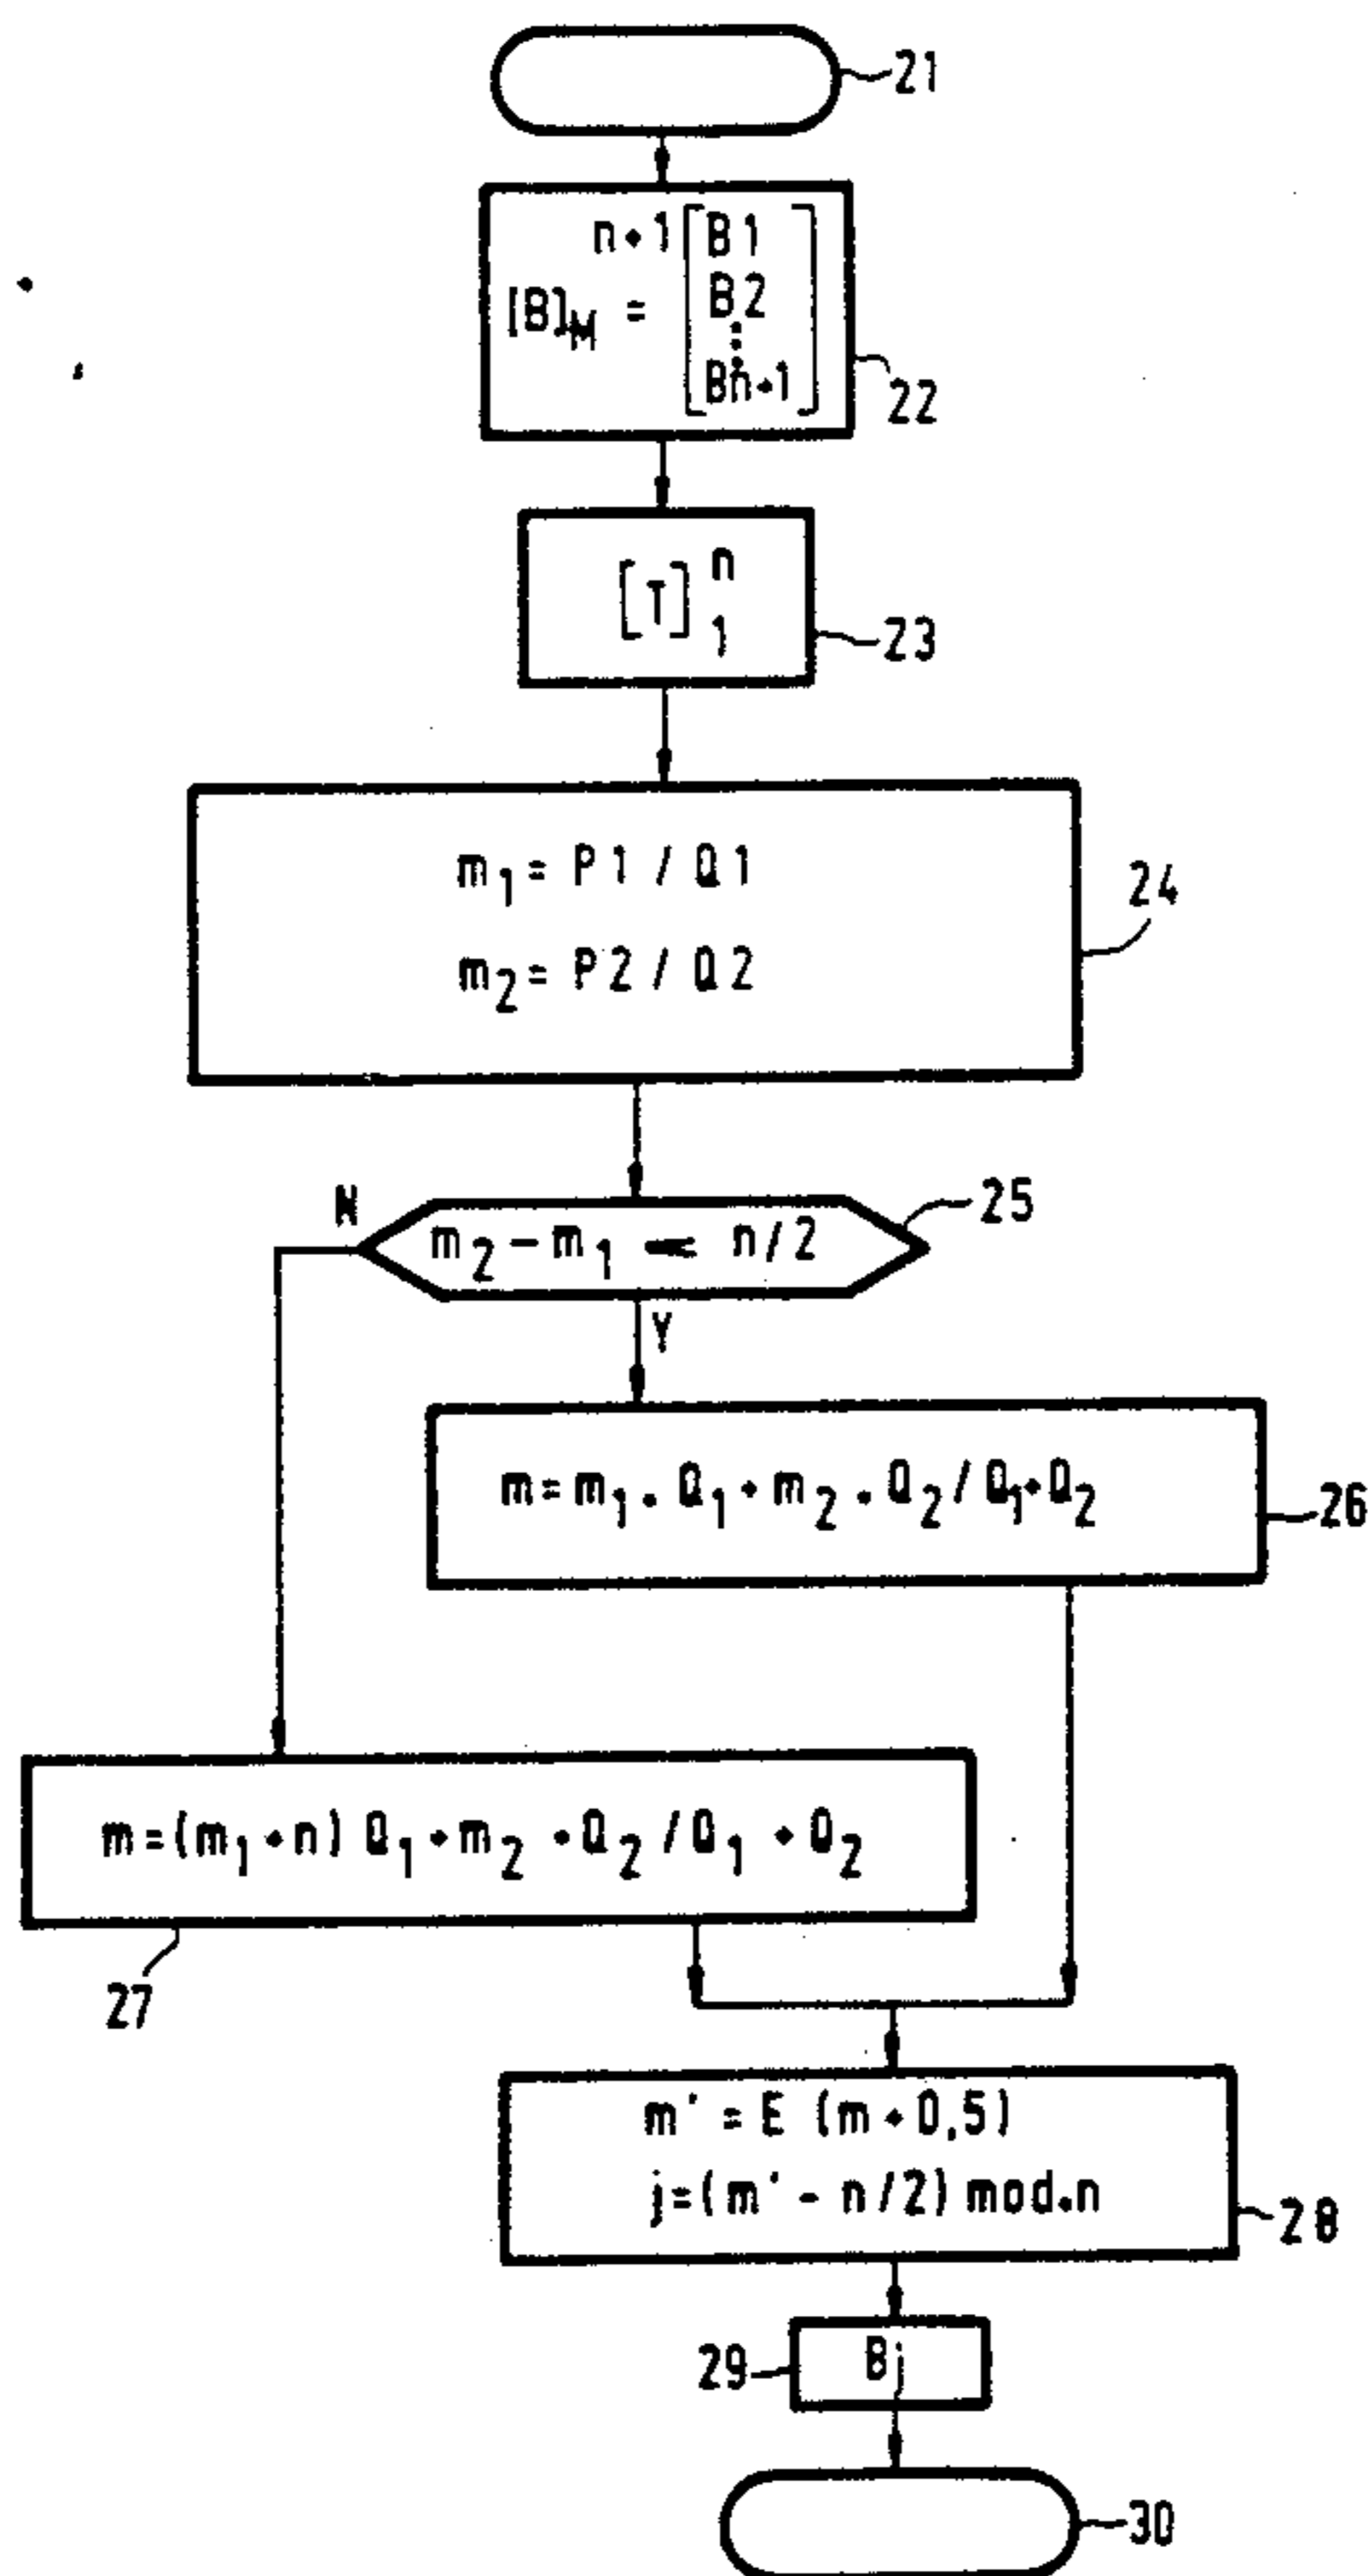 21
n+1
[B]M = [B1
B2
⋮
Bn+1]
22
[T] n 1
23
m1 = P1 / Q1
m2 = P2 / Q2
24
N
m2 - m1 < n/2
25
Y
m = m1 . Q1 + m2 . Q2 / Q1 + Q2
26
m = (m1 + n) Q1 + m2 . Q2 / Q1 + Q2
27
m' = E (m + 0,5)
j = (m' - n/2) mod.n
28
29
Bj
30